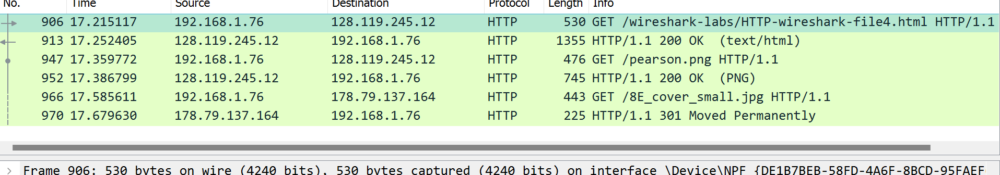 No. Time Source Destination Protocol Length Info
906 17.215117 192.168.1.76 128.119.245.12 HTTP 530 GET /wireshark-labs/HTTP-wireshark-file4.html HTTP/1.1
913 17.252405 128.119.245.12 192.168.1.76 HTTP 1355 HTTP/1.1 200 OK  (text/html)
947 17.359772 192.168.1.76 128.119.245.12 HTTP 476 GET /pearson.png HTTP/1.1
952 17.386799 128.119.245.12 192.168.1.76 HTTP 745 HTTP/1.1 200 OK  (PNG)
966 17.585611 192.168.1.76 178.79.137.164 HTTP 443 GET /8E_cover_small.jpg HTTP/1.1
970 17.679630 178.79.137.164 192.168.1.76 HTTP 225 HTTP/1.1 301 Moved Permanently
Frame 906: 530 bytes on wire (4240 bits), 530 bytes captured (4240 bits) on interface \Device\NPF_{DE1B7BEB-58FD-4A6F-8BCD-95FAEF